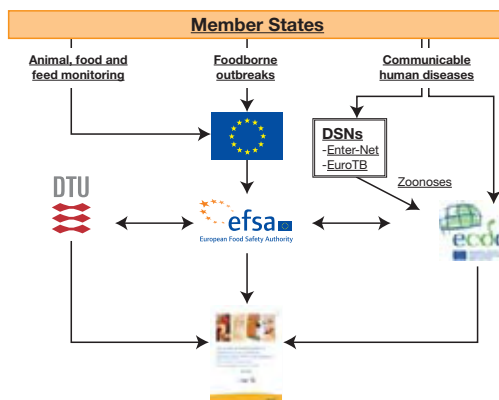 Member States
Animal, food and
feed monitoring
Foodborne
outbreaks
Communicable
human diseases
DSNs
-Enter-Net
-EuroTB
Zoonoses
DTU
efsa
European Food Safety Authority
ecdc